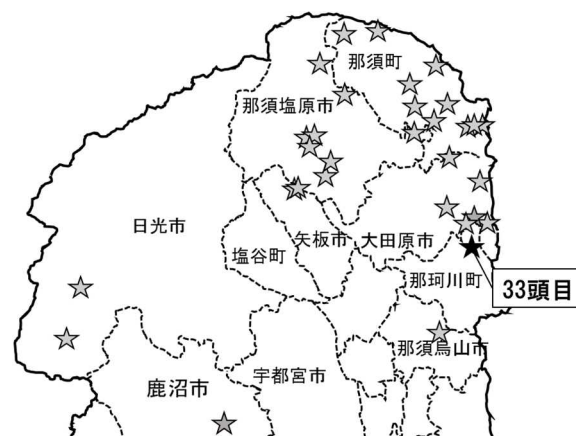 那須町
那須塩原市
日光市
塩谷町
矢板市
大田原市
那珂川町
33頭目
那須烏山市
宇都宮市
鹿沼市